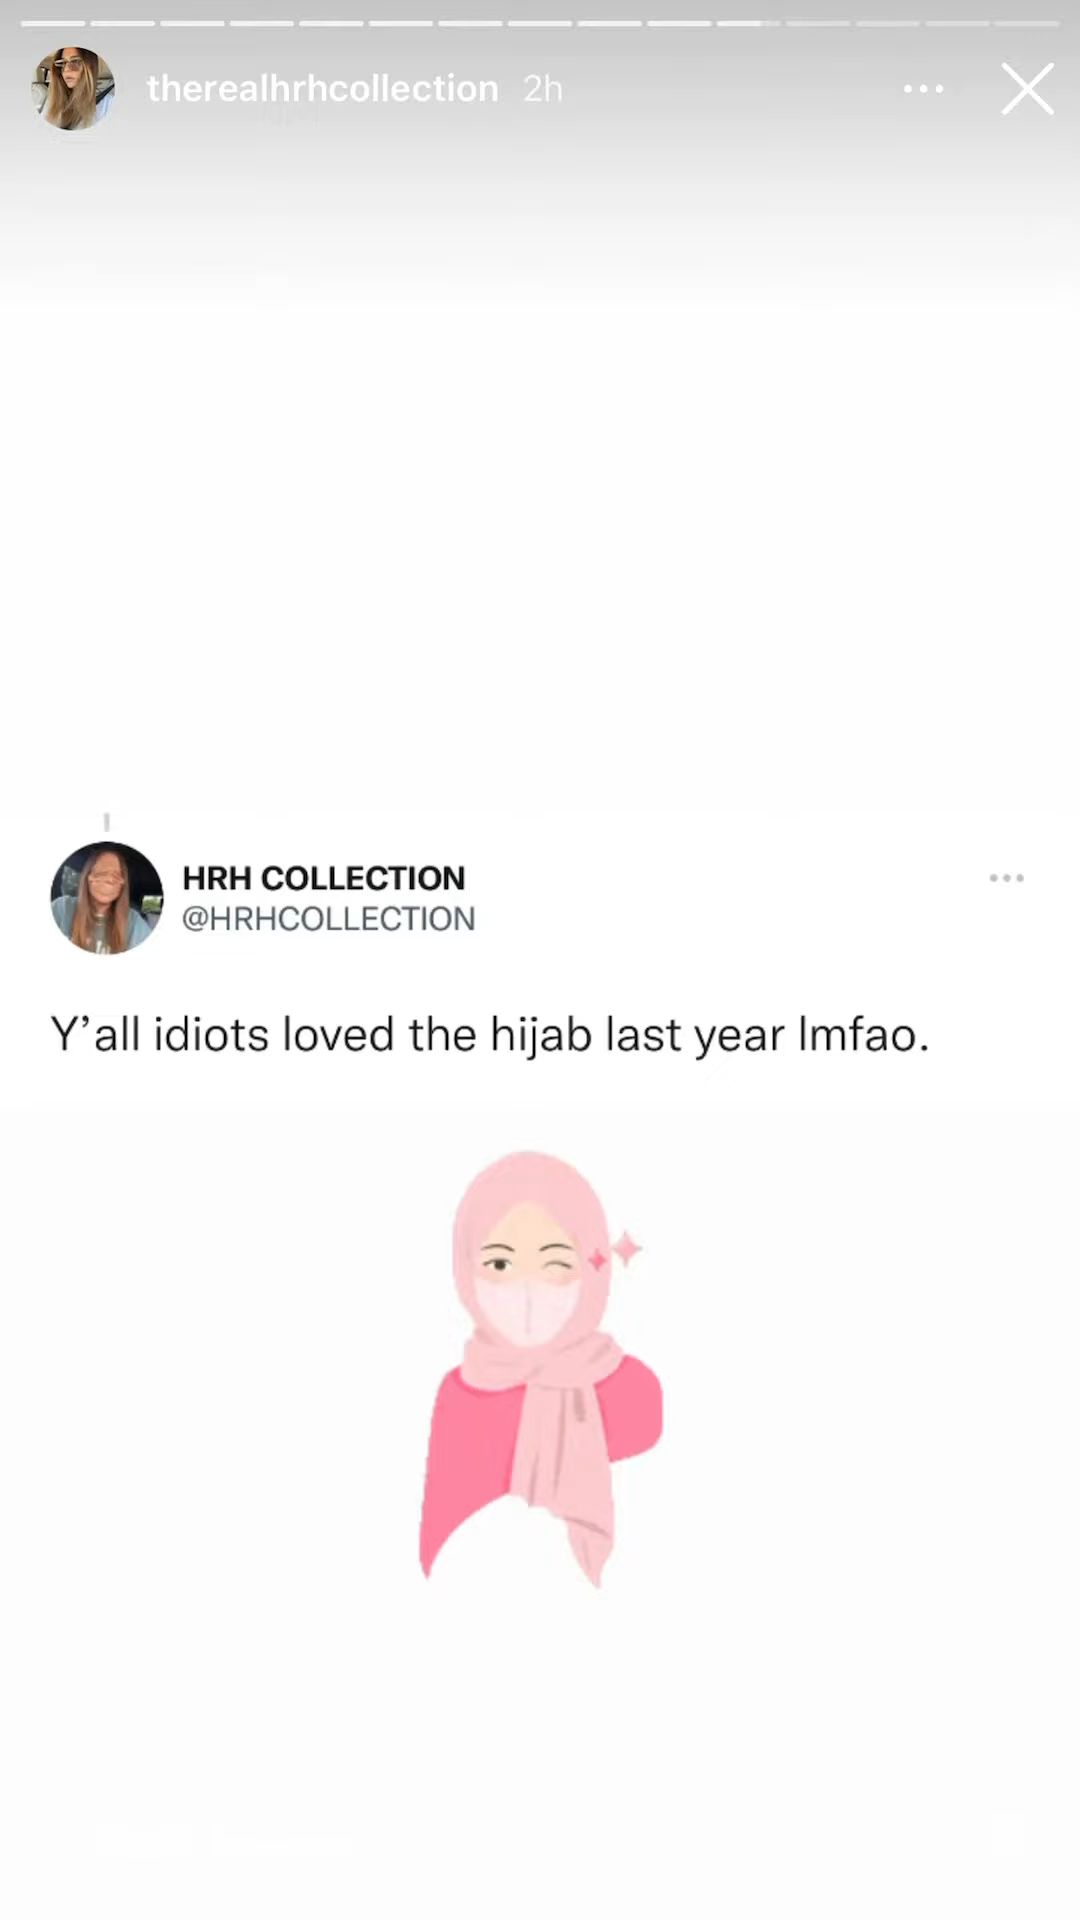 therealhrhcollection 2h
HRH COLLECTION
@HRHCOLLECTION
Y’all idiots loved the hijab last year lmfao.